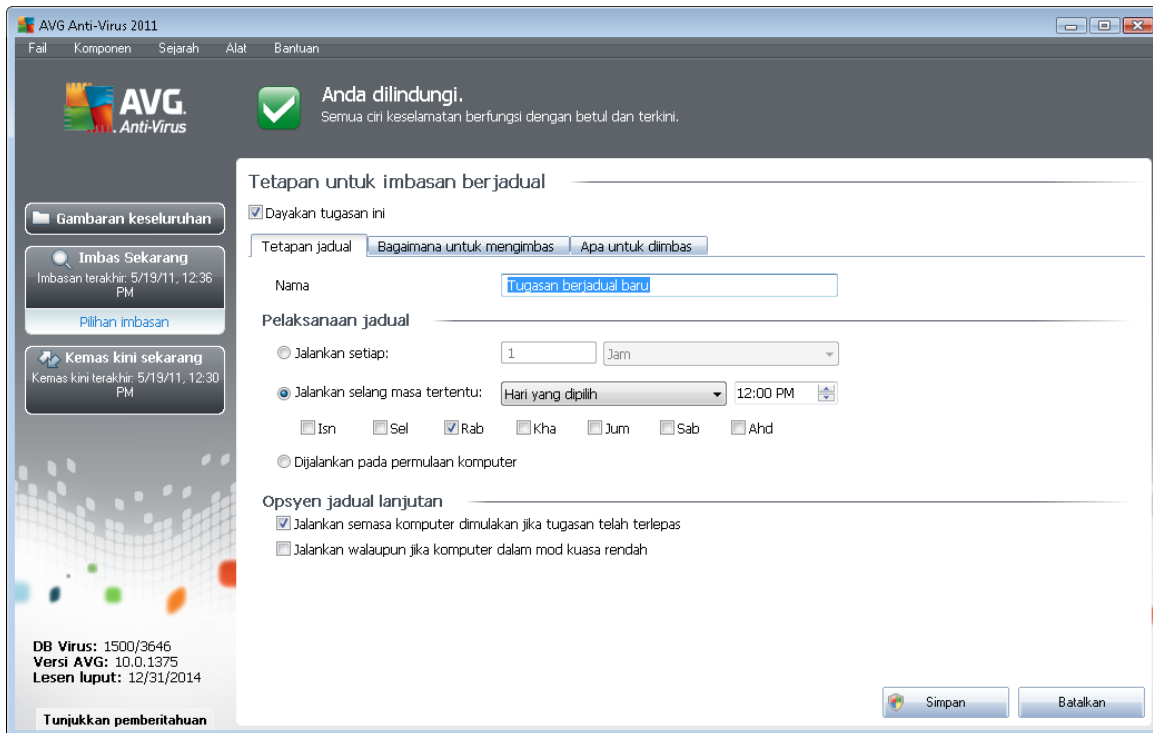 AVG Anti-Virus 2011
Fail Komponen Sejarah Alat Bantuan
AVG.
Anti-Virus
Anda dilindungi.
Semua ciri keselamatan berfungsi dengan betul dan terkini.
Gambaran keseluruhan
Imbas Sekarang
Imbasan terakhir: 5/19/11, 12:36
PM
Pilihan imbasan
Kemas kini sekarang
Kemas kini terakhir: 5/19/11, 12:30
PM
DB Virus: 1500/3646
Versi AVG: 10.0.1375
Lesen luput: 12/31/2014
Tunjukkan pemberitahuan
Tetapan untuk imbasan berjadual
Dayakan tugasan ini
Tetapan jadual Bagaimana untuk mengimbas Apa untuk diimbas
Nama Tugasan berjadual baru
Pelaksanaan jadual
Jalankan setiap: 1 Jam
Jalankan selang masa tertentu: Hari yang dipilih 12:00 PM
Isn Sel Rab Kha Jum Sab Ahd
Dijalankan pada permulaan komputer
Opsyen jadual lanjutan
Jalankan semasa komputer dimulakan jika tugasan telah terlepas
Jalankan walaupun jika komputer dalam mod kuasa rendah
Simpan Batalkan